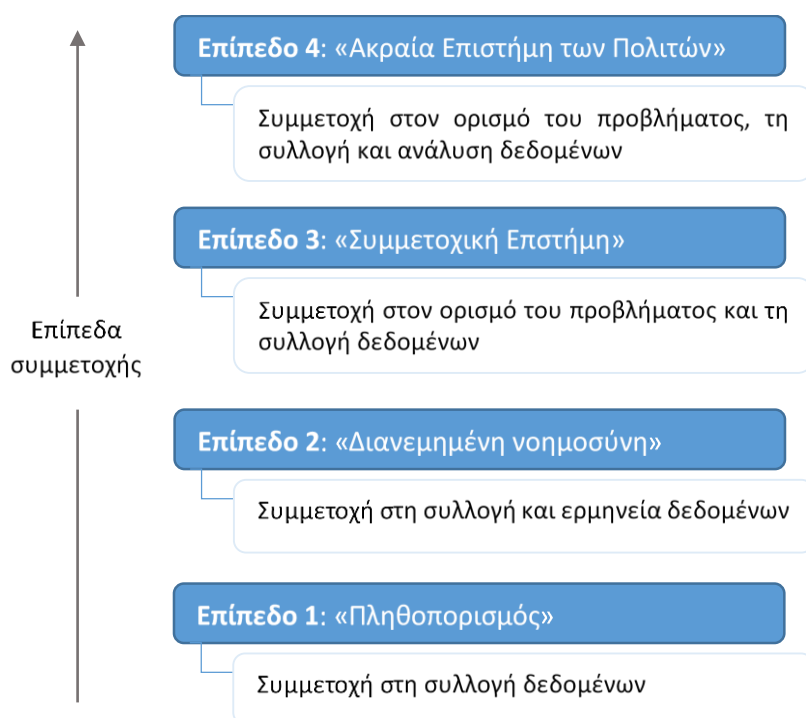 Επίπεδο 4: «Ακραία Επιστήμη των Πολιτών»
Συμμετοχή στον ορισμό του προβλήματος, τη
συλλογή και ανάλυση δεδομένων
Επίπεδο 3: «Συμμετοχική Επστήμη»
Συμμετοχή στον ορισμό του προβλήματος και τη
συλλογή δεδομένων
Επίπεδα
συμμετοχής
Επίπεδο 2: «Διανεμημένη νοημοσύνη»
Συμμετοχή στη συλλογή και ερμηνεία δεδομένων
Επίπεδο 1: «Πληθοπορισμός»
Συμμετοχή στη συλλογή δεδομένων